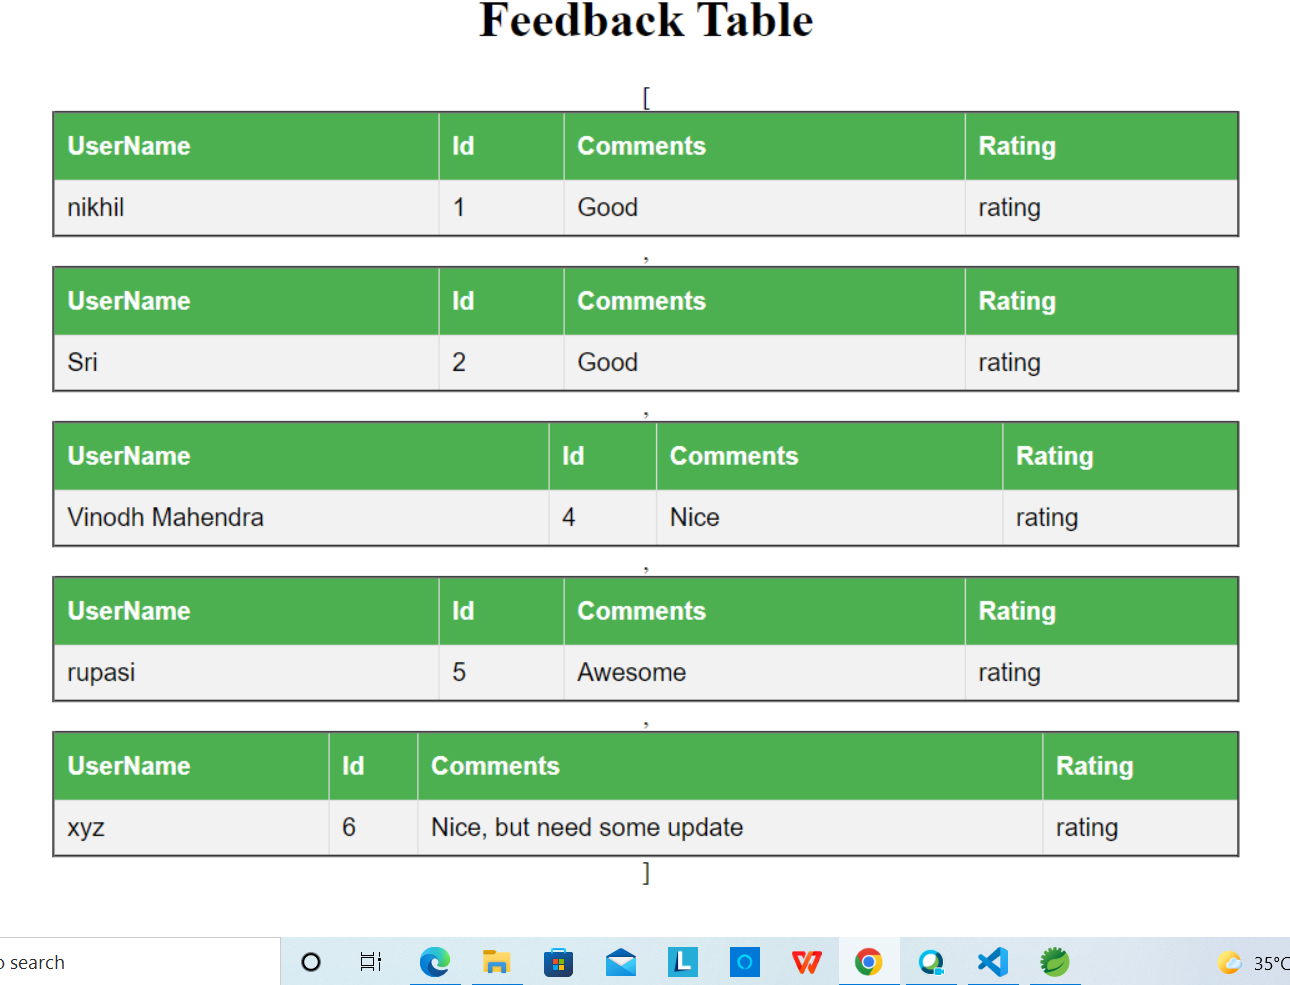 Feedback Table
[
UserName Id Comments Rating
nikhil 1 Good rating
,
UserName Id Comments Rating
Sri 2 Good rating
,
UserName Id Comments Rating
Vinodh Mahendra 4 Nice rating
,
UserName Id Comments Rating
rupasi 5 Awesome rating
,
UserName Id Comments Rating
xyz 6 Nice, but need some update rating
]
search L W 35°C